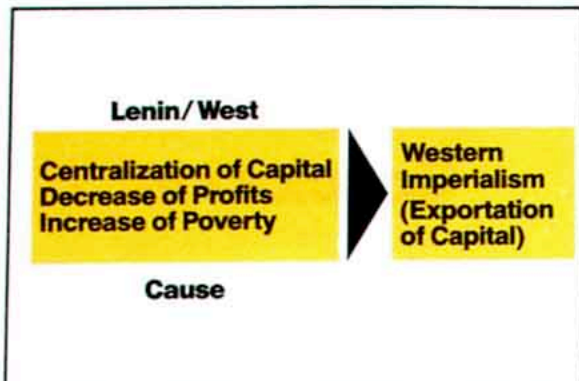 Lenin/West
Centralization of Capital
Decrease of Profits
Increase of Poverty
Western
Imperialism
(Exportation
of Capital)
Cause